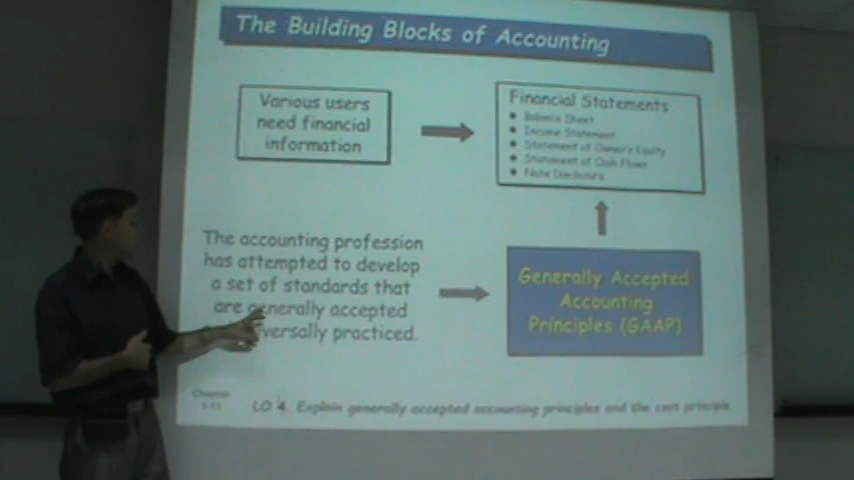 The Building Blocks of Accounting
Various users
need financial
information
Financial Statements
Balance Sheet
Income Statement
Statement of Owner's Equity
Statement of Cash Flows
Note Disclosure
The accounting profession
has attempted to develop
a set of standards that
are generally accepted
versally practiced.
Generally Accepted
Accounting
Principles (GAAP)
Chapter
LO 4. Explain generally accepted accounting principles and the cost principle.